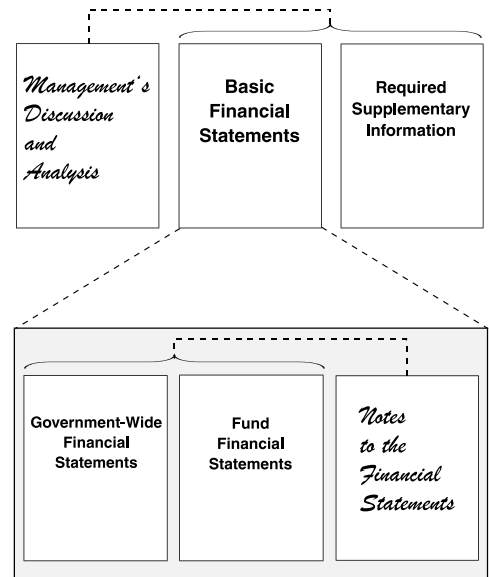 Management's
Discussion
and
Analysis
Basic
Financial
Statements
Required
Supplementary
Information
Government-Wide
Financial
Statements
Fund
Financial
Statements
Notes
to the
Financial
Statements